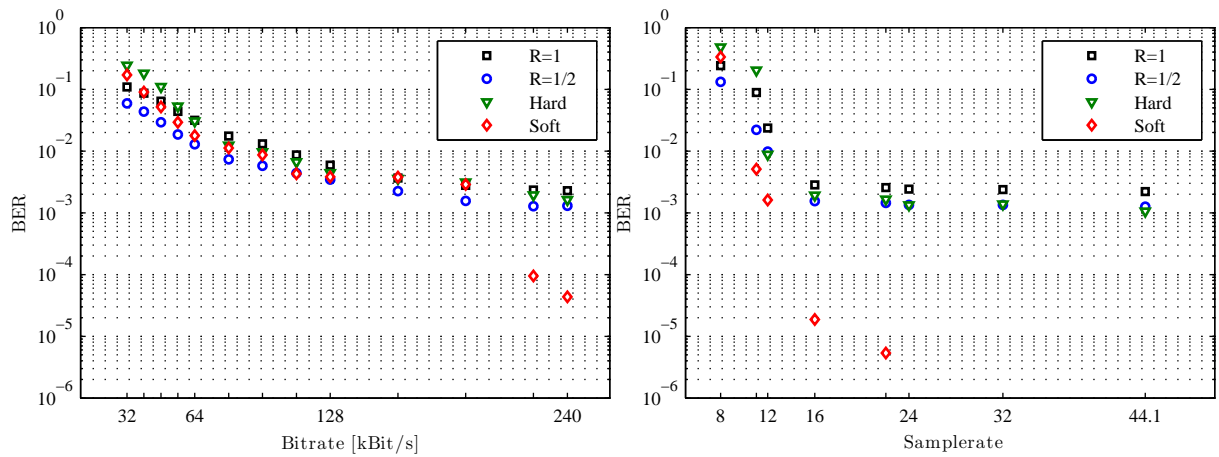 10^0
10^−1
10^−2
10^−3
10^−4
10^−5
10^−6
BER
32
64
128
240
Bitrate [kBit/s]
R=1
R=1/2
Hard
Soft
10^0
10^−1
10^−2
10^−3
10^−4
10^−5
10^−6
BER
8
12
16
24
32
44.1
Samplerate
R=1
R=1/2
Hard
Soft